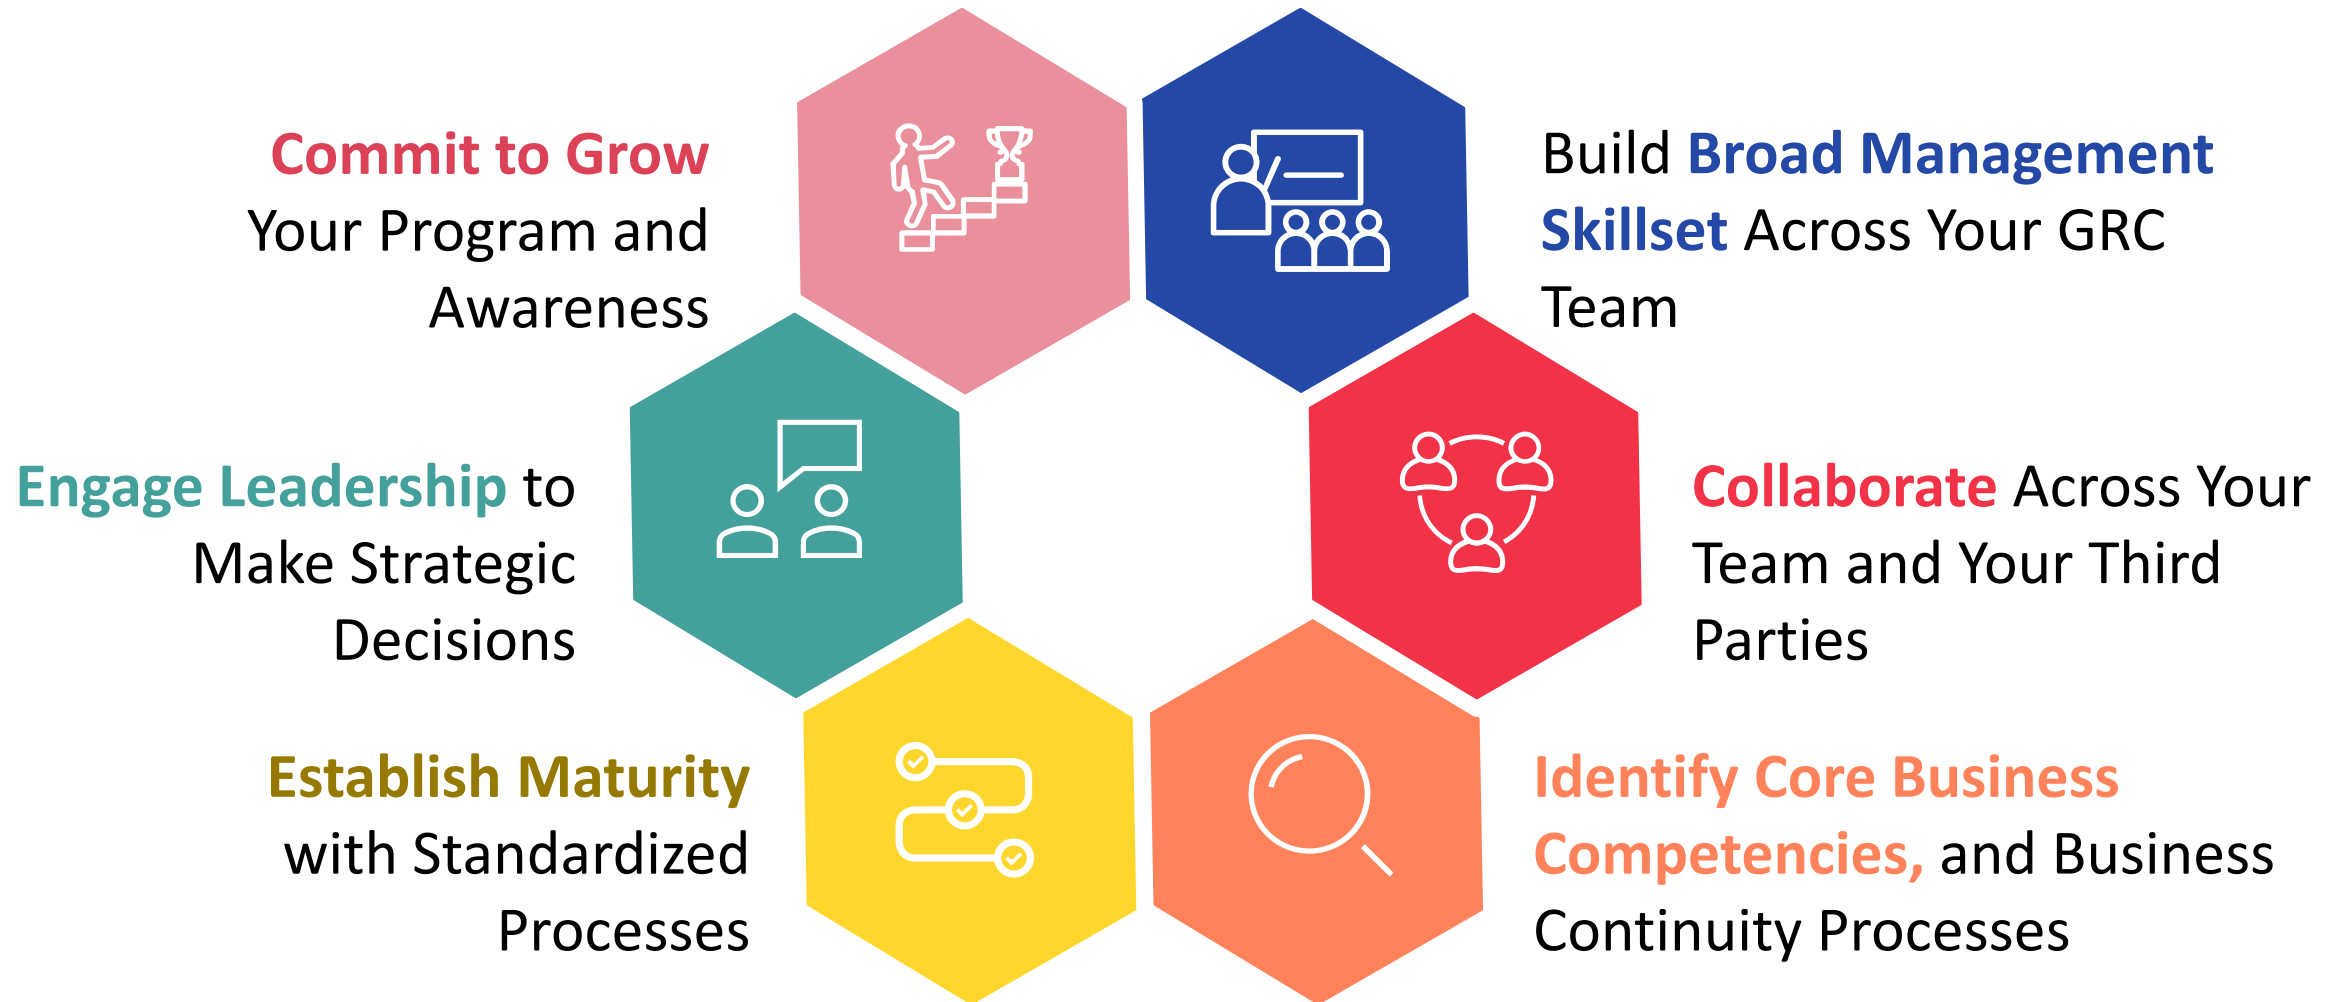 Commit to Grow
Your Program and
Awareness
Build Broad Management
Skillset Across Your GRC
Team
Engage Leadership to
Make Strategic
Decisions
Collaborate Across Your
Team and Your Third
Parties
Establish Maturity
with Standardized
Processes
Identify Core Business
Competencies, and Business
Continuity Processes